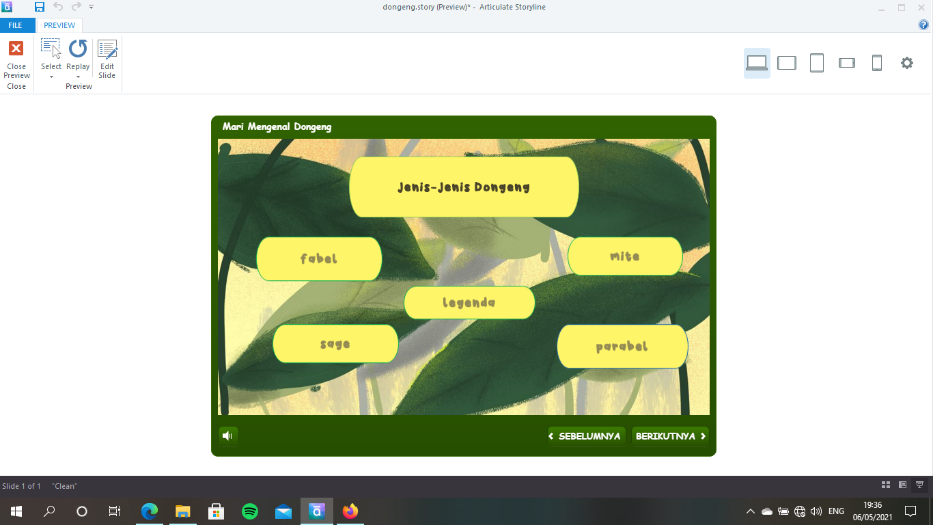 dongeng.story (Preview)* - Articulate Storyline
FILE
PREVIEW
Close Preview
Select
Replay
Edit Slide
Close
Preview
Mari Mengenal Dongeng
Jenis-Jenis Dongeng
fabel
mite
legenda
sage
parabel
SEBELUMNYA
BERIKUTNYA
Slide 1 of 1
"Clean"
ENG
19:36
06/05/2021